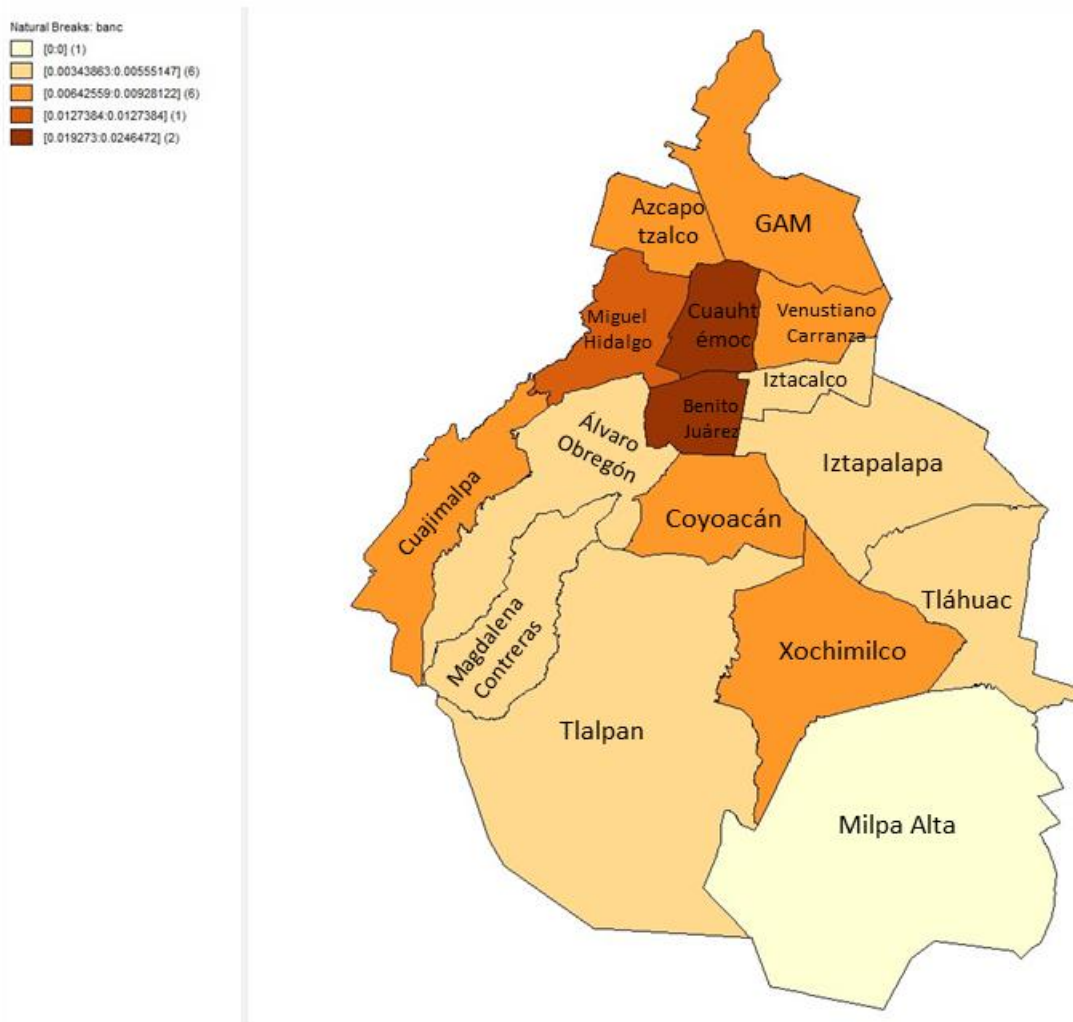 Natural Breaks: banc
[0:0] (1)
[0.00343863:0.00555147] (6)
[0.00642559:0.00928122] (6)
[0.0127384:0.0127384] (1)
[0.019273:0.0246472] (2)
Azcapo
tzalco
GAM
Miguel
Hidalgo
Cuauht
émoc
Venustiano
Carranza
Iztacalco
Benito
Juárez
Álvaro
Obregón
Iztapalapa
Cuajimalpa
Coyoacán
Magdalena
Contreras
Tláhuac
Xochimilco
Tlalpan
Milpa Alta